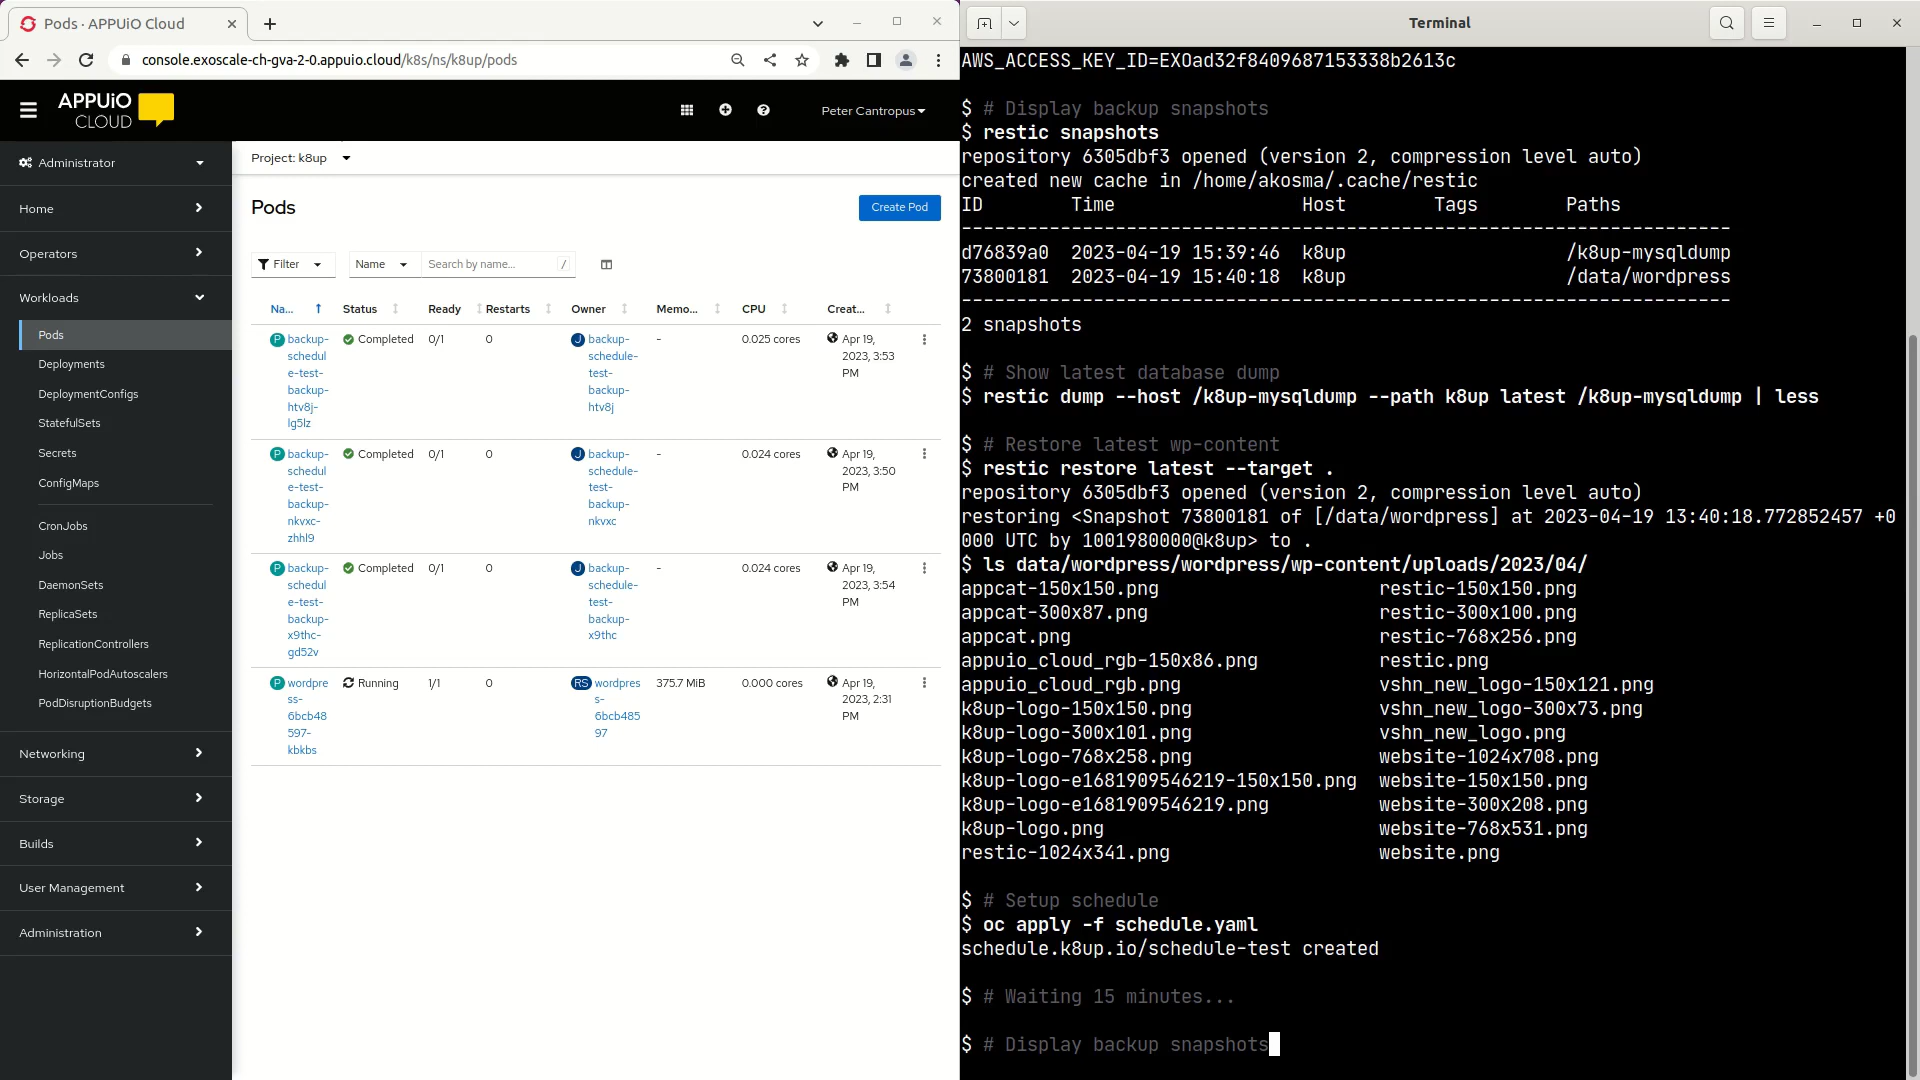 Pods · APPUiO Cloud
console.exoscale-ch-gva-2-0.appuio.cloud/k8s/ns/k8up/pods
APPUiO
CLOUD
Peter Cantropus
Administrator
Home
Operators
Workloads
Pods
Deployments
DeploymentConfigs
StatefulSets
Secrets
ConfigMaps
CronJobs
Jobs
DaemonSets
ReplicaSets
ReplicationControllers
HorizontalPodAutoscalers
PodDisruptionBudgets
Networking
Storage
Builds
User Management
Administration
Project: k8up
Pods
Create Pod
Filter
Name
Search by name...
/
Na... Status Ready Restarts Owner Memo... CPU Creat...
P backup-schedule-test-backup-htv8j-lg5lz Completed 0/1 0 J backup-schedule-test-backup-htv8j - 0.025 cores Apr 19, 2023, 3:53 PM
P backup-schedule-test-backup-nkvxc-zhhl9 Completed 0/1 0 J backup-schedule-test-backup-nkvxc - 0.024 cores Apr 19, 2023, 3:50 PM
P backup-schedule-test-backup-x9thc-gd52v Completed 0/1 0 J backup-schedule-test-backup-x9thc - 0.024 cores Apr 19, 2023, 3:54 PM
P wordpress-6bcb48597-kbkbs Running 1/1 0 RS wordpress-6bcb48597 375.7 MiB 0.000 cores Apr 19, 2023, 2:31 PM
Terminal
AWS_ACCESS_KEY_ID=EXOad32f8409687153338b2613c
$ # Display backup snapshots
$ restic snapshots
repository 6305dbf3 opened (version 2, compression level auto)
created new cache in /home/akosma/.cache/restic
ID Time Host Tags Paths
----------------------------------------------------------------------
d76839a0 2023-04-19 15:39:46 k8up /k8up-mysqldump
73800181 2023-04-19 15:40:18 k8up /data/wordpress
----------------------------------------------------------------------
2 snapshots
$ # Show latest database dump
$ restic dump --host /k8up-mysqldump --path k8up latest /k8up-mysqldump | less
$ # Restore latest wp-content
$ restic restore latest --target .
repository 6305dbf3 opened (version 2, compression level auto)
restoring <Snapshot 73800181 of [/data/wordpress] at 2023-04-19 13:40:18.772852457 +0
000 UTC by 1001980000@k8up> to .
$ ls data/wordpress/wordpress/wp-content/uploads/2023/04/
appcat-150x150.png restic-150x150.png
appcat-300x87.png restic-300x100.png
appcat.png restic-768x256.png
appuio_cloud_rgb-150x86.png restic.png
appuio_cloud_rgb.png vshn_new_logo-150x121.png
k8up-logo-150x150.png vshn_new_logo-300x73.png
k8up-logo-300x101.png vshn_new_logo.png
k8up-logo-768x258.png website-1024x708.png
k8up-logo-e1681909546219-150x150.png website-150x150.png
k8up-logo-e1681909546219.png website-300x208.png
k8up-logo.png website-768x531.png
restic-1024x341.png website.png
$ # Setup schedule
$ oc apply -f schedule.yaml
schedule.k8up.io/schedule-test created
$ # Waiting 15 minutes...
$ # Display backup snapshots